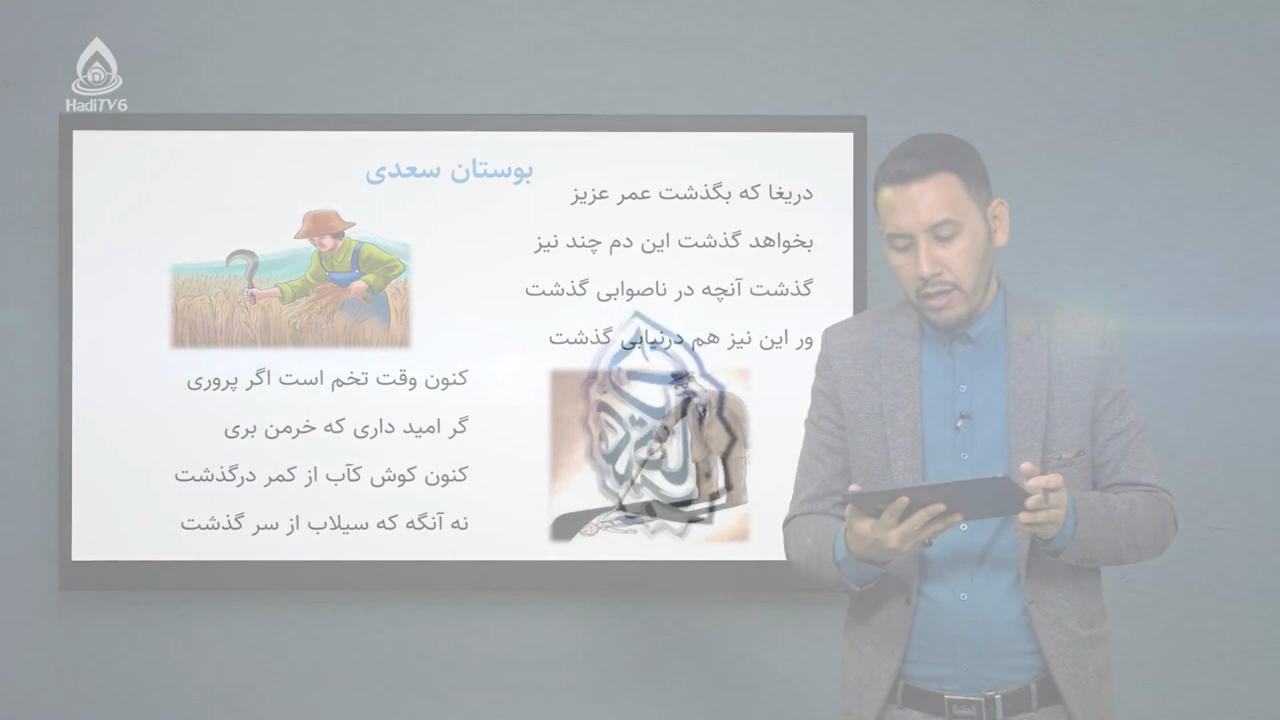 HadiTV6
بوستان سعدی
دریغا که بگذشت عمر عزیز
بخواهد گذشت این دم چند نیز
گذشت آنچه در ناصوابی گذشت
ور این نیز هم درنیابی گذشت
کنون وقت تخم است اگر پروری
گر امید داری که خرمن بری
کنون کوش کآب از کمر درگذشت
نه آنگه که سیلاب از سر گذشت